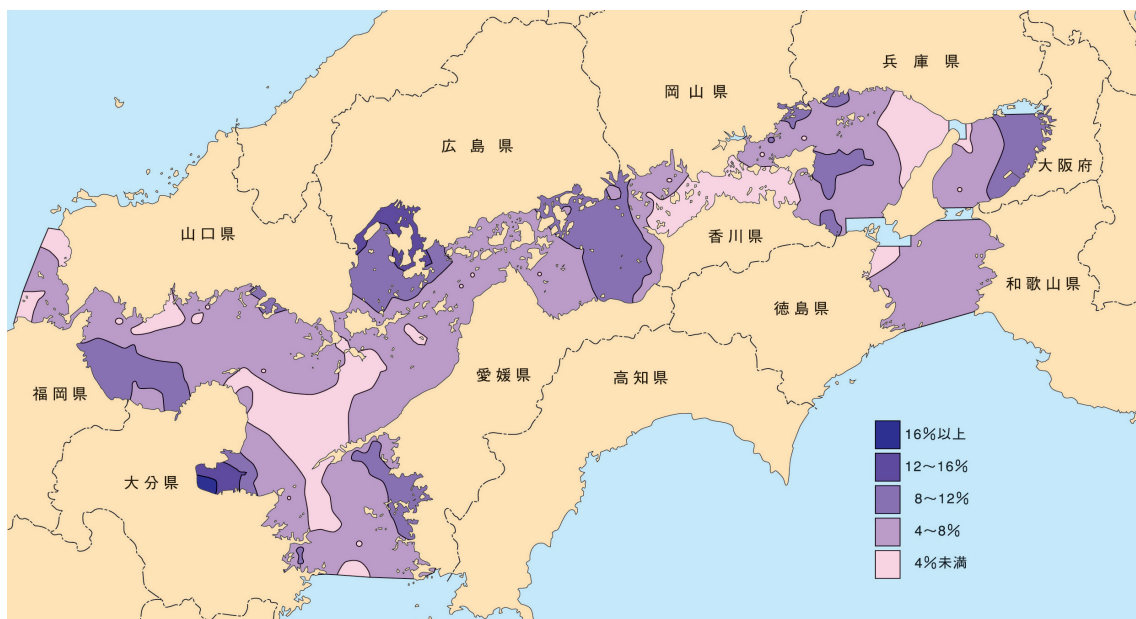 兵庫県
岡山県
広島県
大阪府
山口県
香川県
和歌山県
徳島県
愛媛県
高知県
福岡県
大分県
16%以上
12～16%
8～12%
4～8%
4%未満